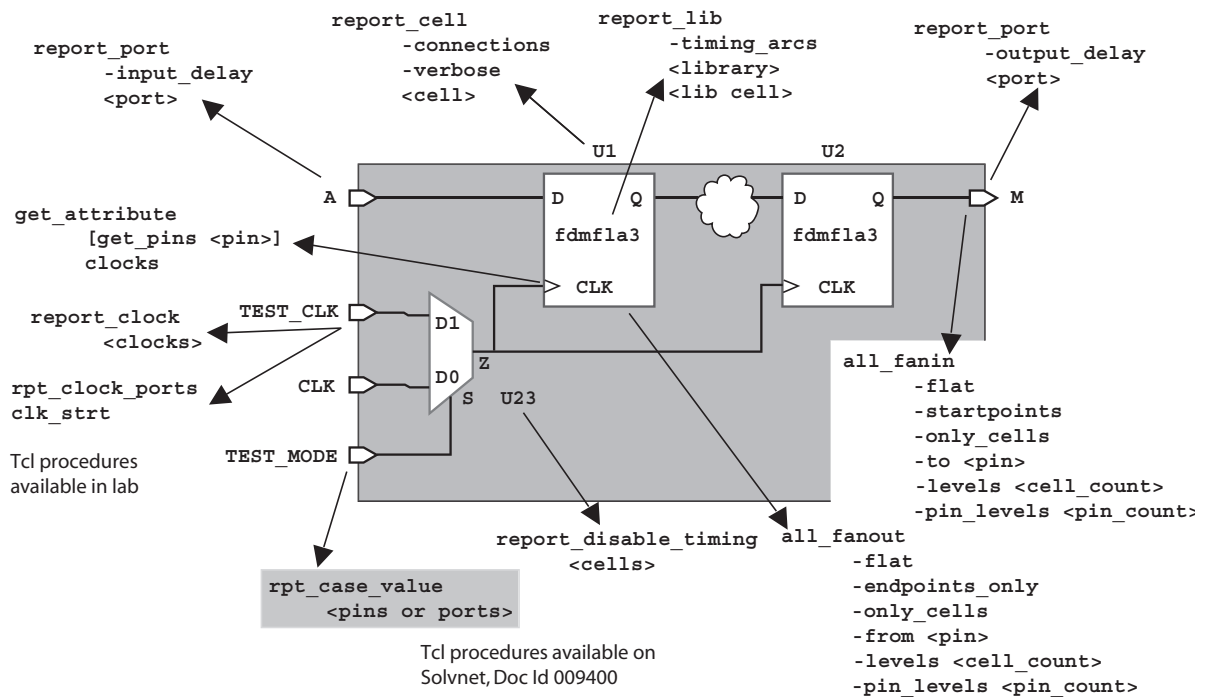 report_port
-input_delay
<port>
report_cell
-connections
-verbose
<cell>
report_lib
-timing_arcs
<library>
<lib cell>
report_port
-output_delay
<port>
U1
U2
A
D
Q
fdmf1a3
CLK
D
Q
fdmf1a3
CLK
M
get_attribute
[get_pins <pin>]
clocks
report_clock
<clocks>
rpt_clock_ports
clk_strt
Tcl procedures
available in lab
TEST_CLK
CLK
TEST_MODE
D1
D0
S
Z
U23
all_fanin
-flat
-startpoints
-only_cells
-to <pin>
-levels <cell_count>
-pin_levels <pin_count>
report_disable_timing
<cells>
all_fanout
-flat
-endpoints_only
-only_cells
-from <pin>
-levels <cell_count>
-pin_levels <pin_count>
rpt_case_value
<pins or ports>
Tcl procedures available on
Solvnet, Doc Id 009400